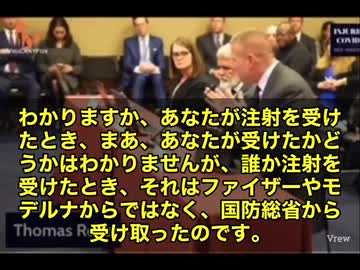 VIGILANTFOX
INJURIE
COVID
わかりますか、あなたが注射を受け
たとき、まあ、あなたが受けたかど
うかはわかりませんが、誰か注射を
受けたとき、それはファイザーやモ
デルナからではなく、国防総省から
受け取ったのです。
Thomas Re
Vrew